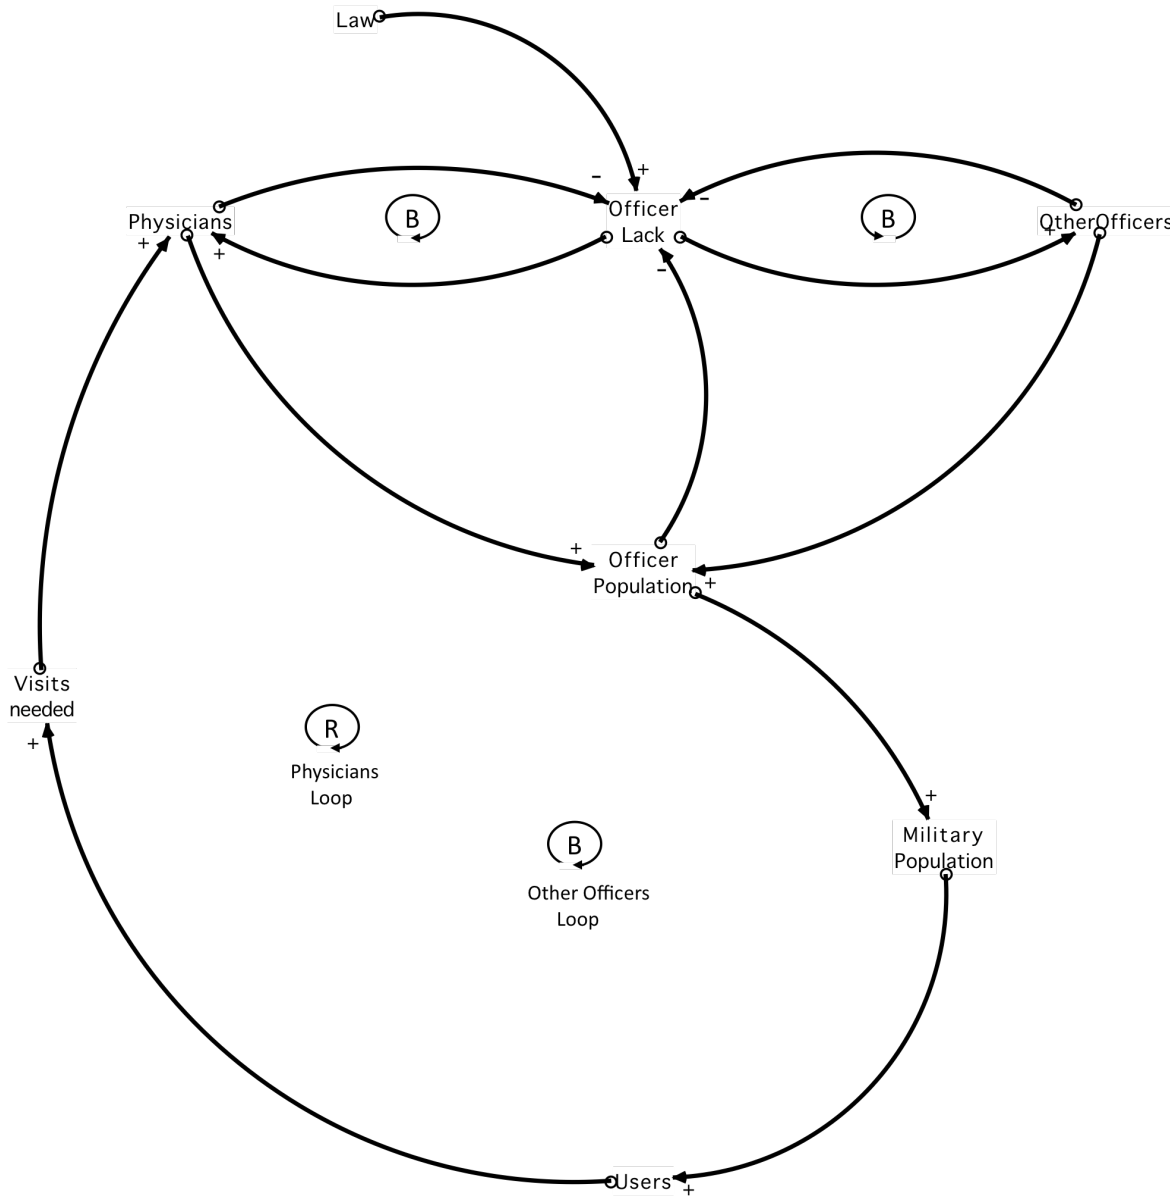 Law
+
-
-
Officer
Lack
Physicians
B
B
OtherOfficers
+
+
+
-
+
Officer
Population
+
Visits
needed
+
R
Physicians
Loop
+
Military
Population
B
Other Officers
Loop
Users
+